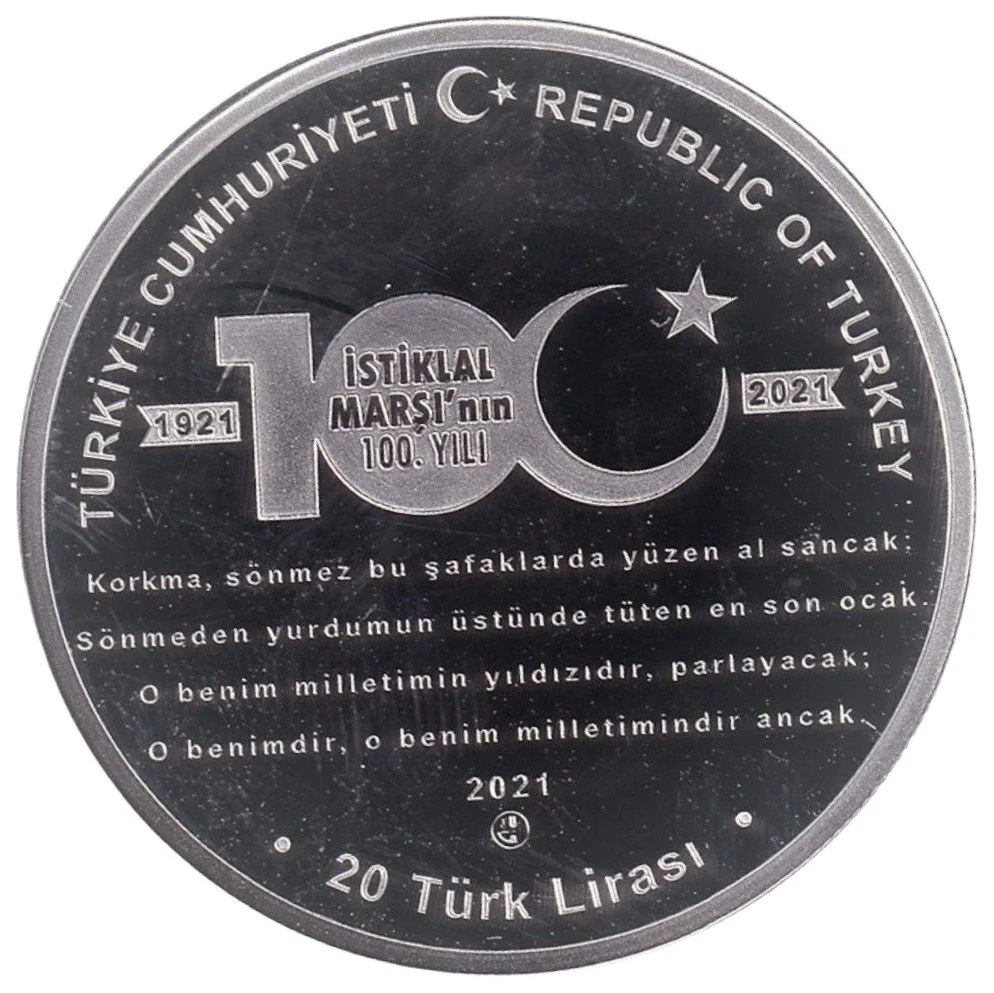 TÜRKİYE CUMHURİYETİ REPUBLIC OF TURKEY
100
İSTİKLAL
MARŞI'nın
100. YILI
1921
2021
Korkma, sönmez bu şafaklarda yüzen al sancak;
Sönmeden yurdumun üstünde tüten en son ocak.
O benim milletimin yıldızıdır, parlayacak;
O benimdir, o benim milletimindir ancak.
2021
20 Türk Lirası